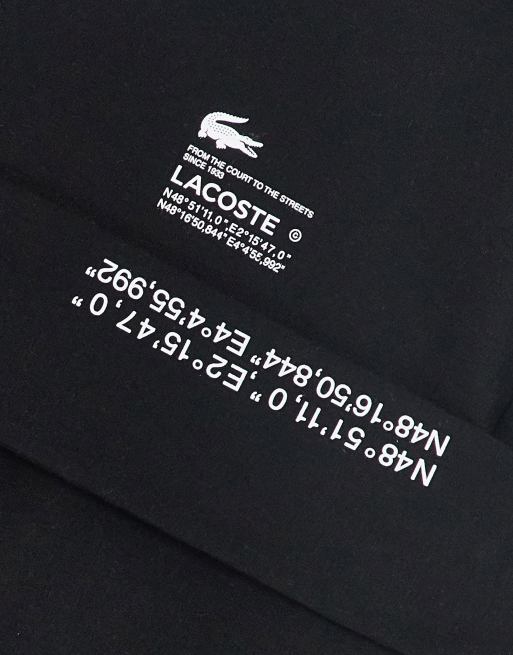 FROM THE COURT TO THE STREETS
SINCE 1933
LACOSTE ©
N48°51'11,0",E2°15'47,0"
N48°16'50,844" E4°4'55,992"
N48°51'11,0",E2°15'47,0"
N48°16'50,844" E4°4'55,992"